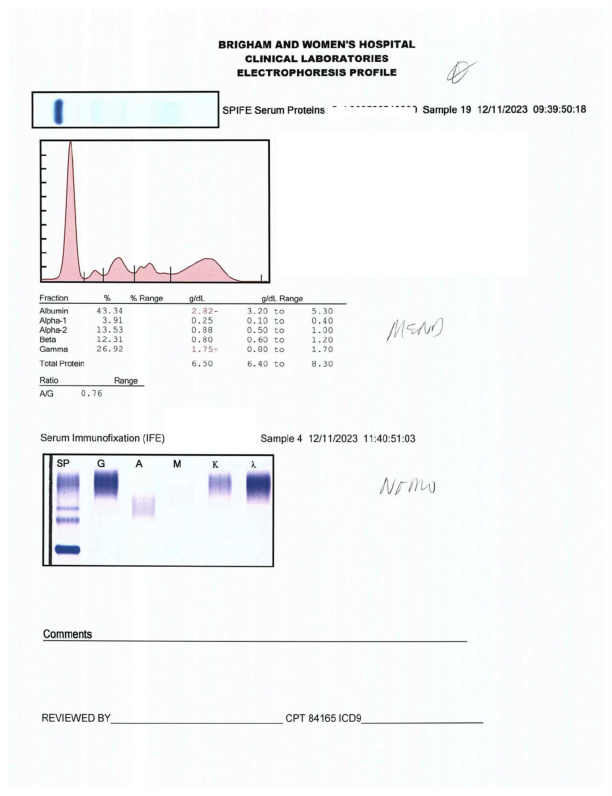 BRIGHAM AND WOMEN'S HOSPITAL
CLINICAL LABORATORIES
ELECTROPHORESIS PROFILE
SPIFE Serum Proteins Sample 19 12/11/2023 09:39:50:18
Fraction % % Range g/dL g/dL Range
Albumin 43.34 2.82- 3.20 to 5.30
Alpha-1 3.91 0.25 0.10 to 0.40
Alpha-2 13.53 0.88 0.50 to 1.00
Beta 12.31 0.80 0.60 to 1.20
Gamma 26.92 1.75+ 0.80 to 1.70
Total Protein 6.50 6.40 to 8.30
Ratio Range
A/G 0.76
Serum Immunofixation (IFE) Sample 4 12/11/2023 11:40:51:03
SP G A M K λ
Comments
REVIEWED BY CPT 84165 ICD9